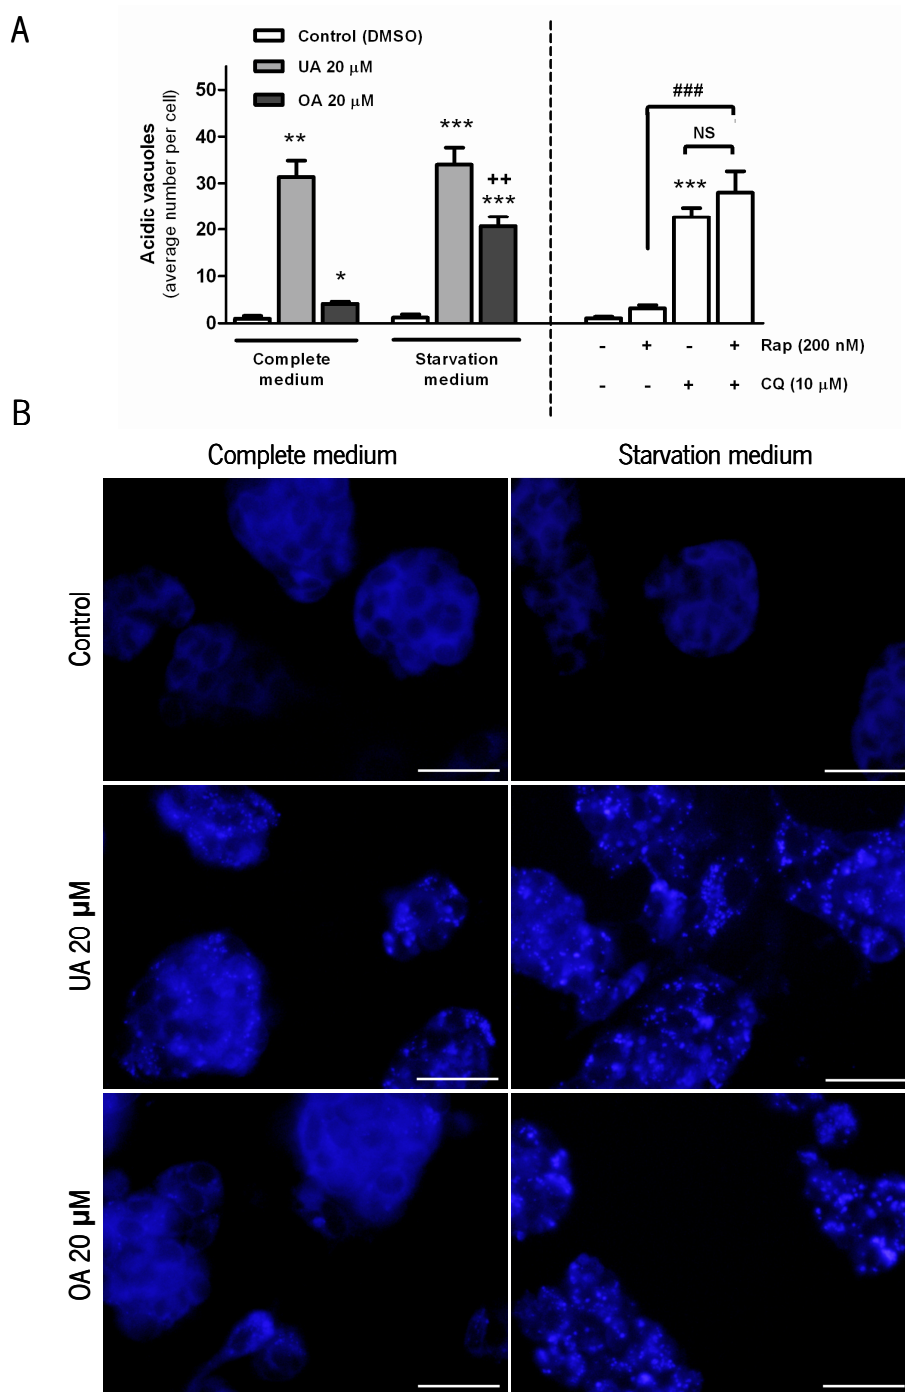 A
Control (DMSO)
UA 20 μM
OA 20 μM
Acidic vacuoles
(average number per cell)
50
40
30
20
10
0
**
*
***
++
***
***
NS
###
Complete
medium
Starvation
medium
- + - + Rap (200 nM)
- - + + CQ (10 μM)
B
Complete medium
Starvation medium
Control
UA 20 μM
OA 20 μM